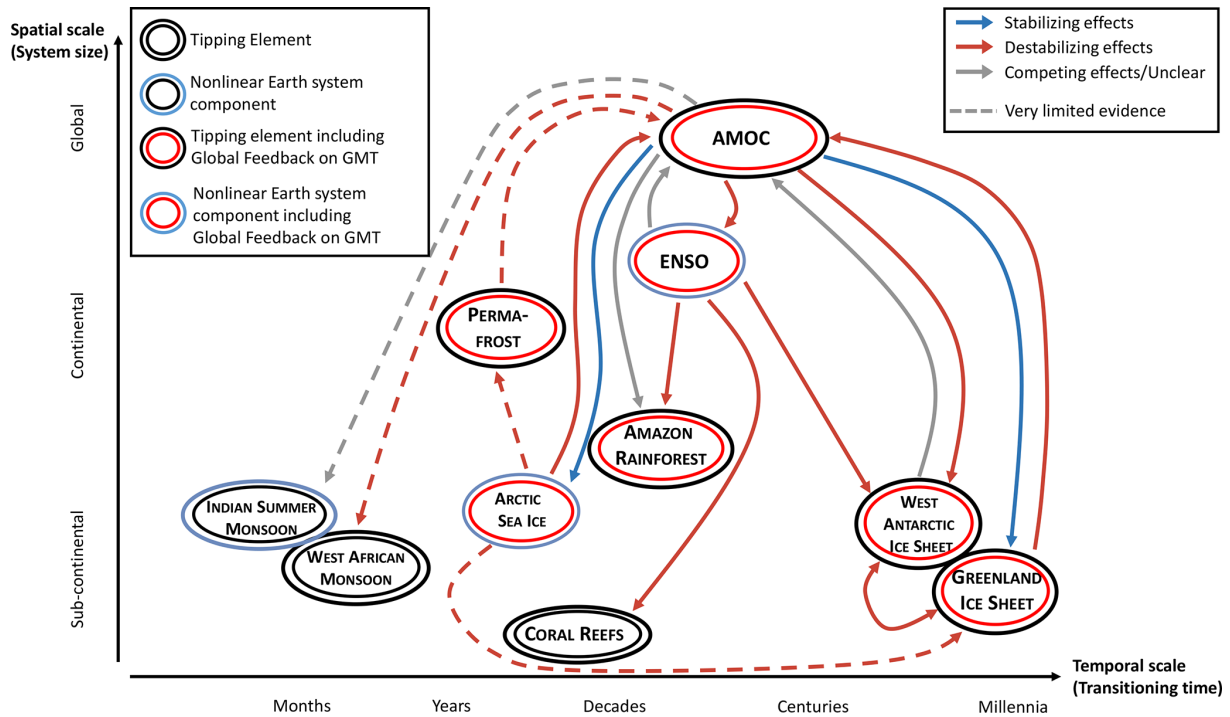 Spatial scale
(System size)
Tipping Element
Nonlinear Earth system
component
Tipping element including
Global Feedback on GMT
Nonlinear Earth system
component including
Global Feedback on GMT
Stabilizing effects
Destabilizing effects
Competing effects/Unclear
Very limited evidence
Global
Continental
Sub-continental
AMOC
ENSO
PERMA-
FROST
AMAZON
RAINFOREST
ARCTIC
SEA ICE
INDIAN SUMMER
MONSOON
WEST AFRICAN
MONSOON
CORAL REEFS
WEST
ANTARCTIC
ICE SHEET
GREENLAND
ICE SHEET
Temporal scale
(Transitioning time)
Months
Years
Decades
Centuries
Millennia